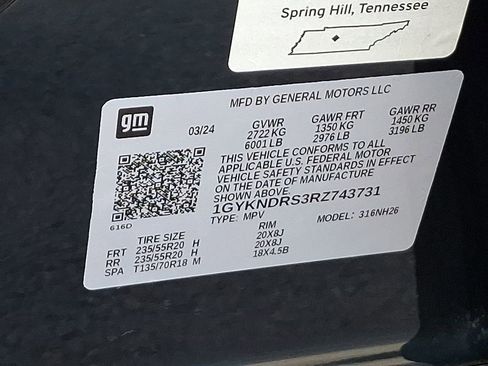 Spring Hill, Tennessee
gm
MFD BY GENERAL MOTORS LLC
03/24 GVWR GAWR FRT GAWR RR
2722 KG 1350 KG 1450 KG
6001 LB 2976 LB 3196 LB
THIS VEHICLE CONFORMS TO ALL
APPLICABLE U.S. FEDERAL MOTOR
VEHICLE SAFETY STANDARDS IN EFFECT
ON THE DATE OF MANUFACTURE
SHOWN ABOVE.
1GYKNDRS3RZ743731
TYPE: MPV MODEL: 316NH26
616D
TIRE SIZE RIM
FRT 235/55R20 H 20X8J
RR 235/55R20 H 20X8J
SPA T135/70R18 M 18X4.5B